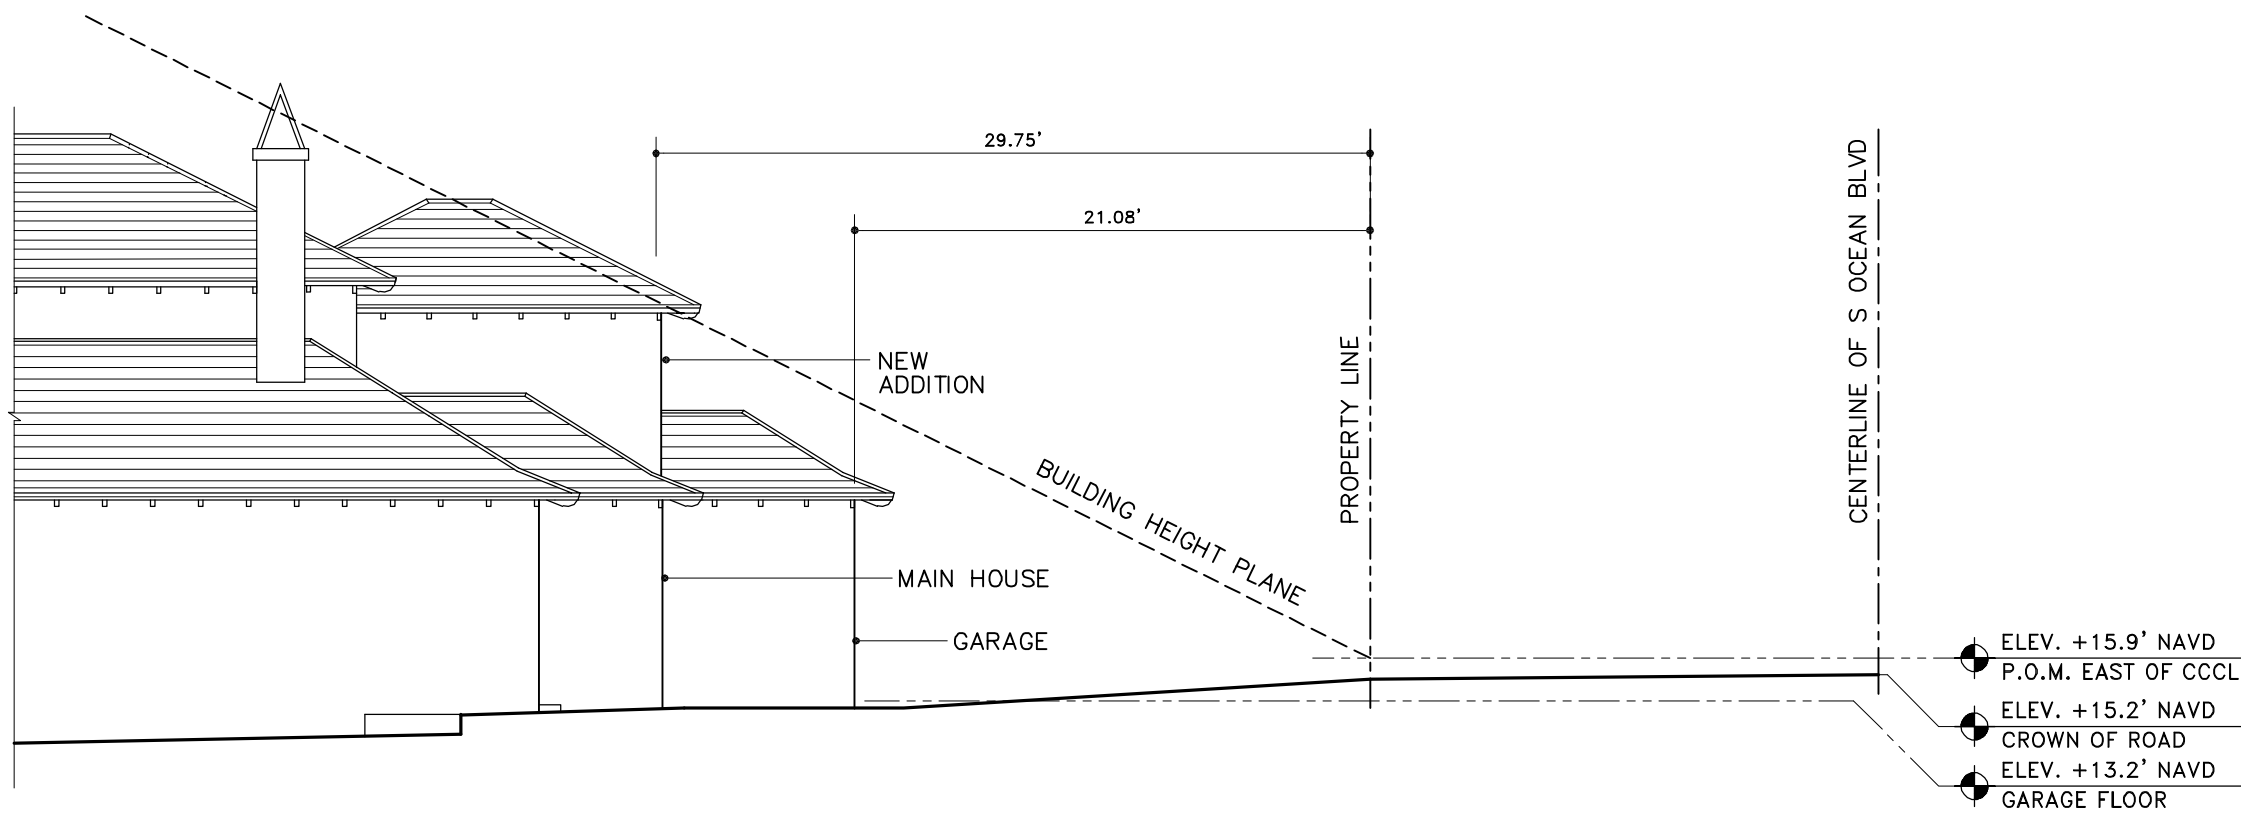 29.75'
21.08'
NEW
ADDITION
PROPERTY LINE
CENTERLINE OF S OCEAN BLVD
BUILDING HEIGHT PLANE
MAIN HOUSE
GARAGE
ELEV. +15.9' NAVD
P.O.M. EAST OF CCCL
ELEV. +15.2' NAVD
CROWN OF ROAD
ELEV. +13.2' NAVD
GARAGE FLOOR